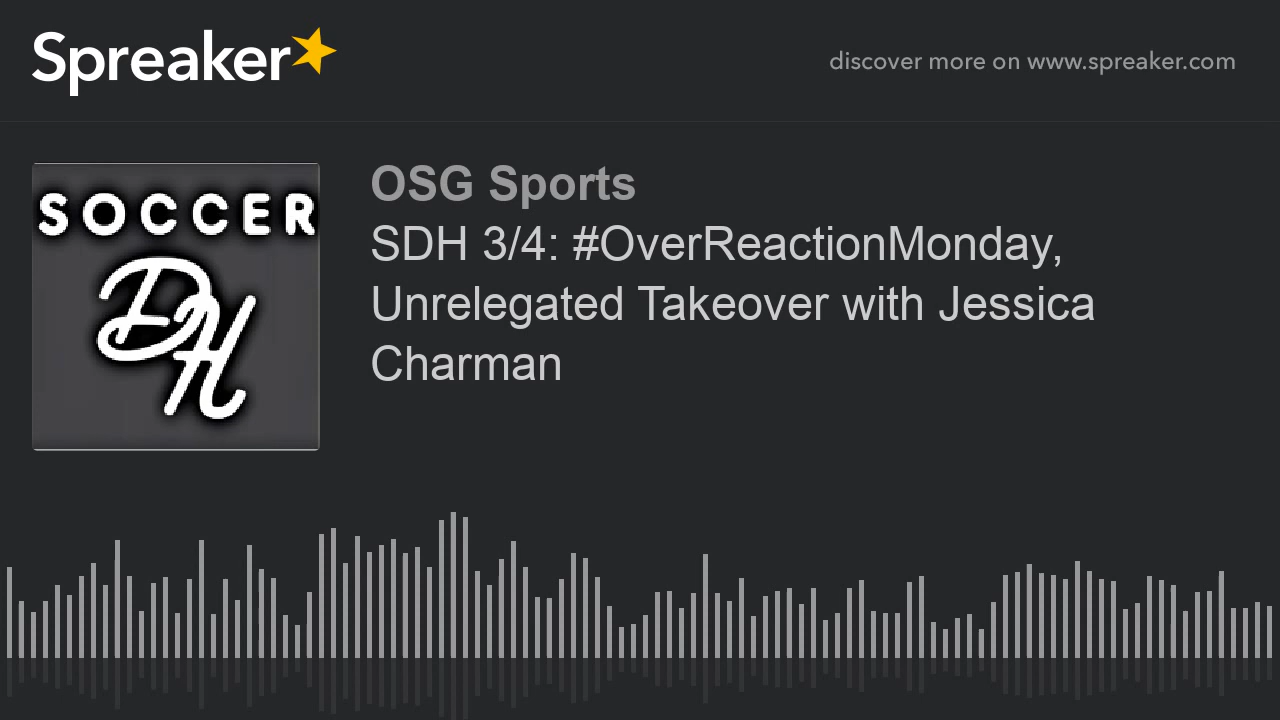 Spreaker
discover more on www.spreaker.com
SOCCER
DH
OSG Sports
SDH 3/4: #OverReactionMonday,
Unrelegated Takeover with Jessica
Charman